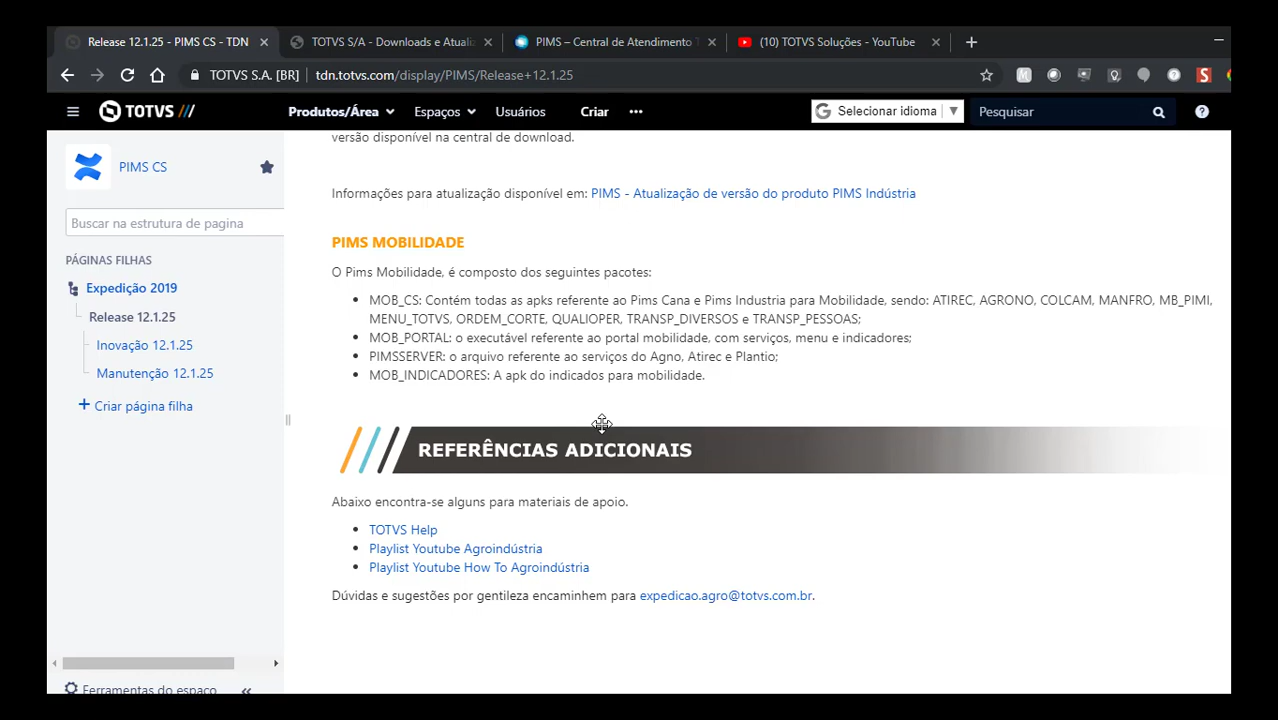 Release 12.1.25 - PIMS CS - TDN
TOTVS S/A - Downloads e Atuali
PIMS – Central de Atendimento T
(10) TOTVS Soluções - YouTube
TOTVS S.A. [BR]
tdn.totvs.com/display/PIMS/Release+12.1.25
TOTVS
Produtos/Área
Espaços
Usuários
Criar
Selecionar idioma
Pesquisar
PIMS CS
Buscar na estrutura de pagina
PÁGINAS FILHAS
Expedição 2019
Release 12.1.25
Inovação 12.1.25
Manutenção 12.1.25
+ Criar página filha
Ferramentas do espaço
versão disponível na central de download.
Informações para atualização disponível em: PIMS - Atualização de versão do produto PIMS Indústria
PIMS MOBILIDADE
O Pims Mobilidade, é composto dos seguintes pacotes:
• MOB_CS: Contém todas as apks referente ao Pims Cana e Pims Industria para Mobilidade, sendo: ATIREC, AGRONO, COLCAM, MANFRO, MB_PIMI,
MENU_TOTVS, ORDEM_CORTE, QUALIOPER, TRANSP_DIVERSOS e TRANSP_PESSOAS;
• MOB_PORTAL: o executável referente ao portal mobilidade, com serviços, menu e indicadores;
• PIMSSERVER: o arquivo referente ao serviços do Agno, Atirec e Plantio;
• MOB_INDICADORES: A apk do indicados para mobilidade.
REFERÊNCIAS ADICIONAIS
Abaixo encontra-se alguns para materiais de apoio.
• TOTVS Help
• Playlist Youtube Agroindústria
• Playlist Youtube How To Agroindústria
Dúvidas e sugestões por gentileza encaminhem para expedicao.agro@totvs.com.br.